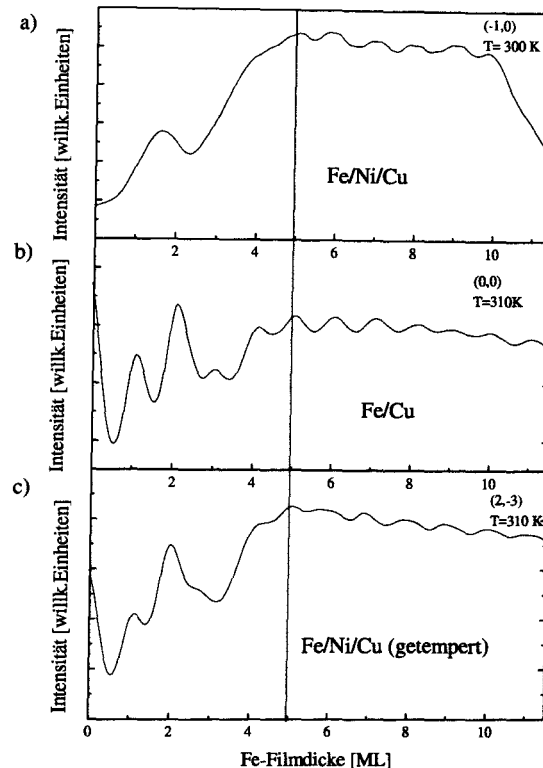 a)
Intensität [willk.Einheiten]
(-1,0)
T= 300 K
Fe/Ni/Cu
2 4 6 8 10
b)
Intensität [willk.Einheiten]
(0,0)
T=310K
Fe/Cu
0 2 4 6 8 10
c)
Intensität [willk.Einheiten]
(2,-3)
T=310 K
Fe/Ni/Cu (getempert)
0 2 4 6 8 10
Fe-Filmdicke [ML]